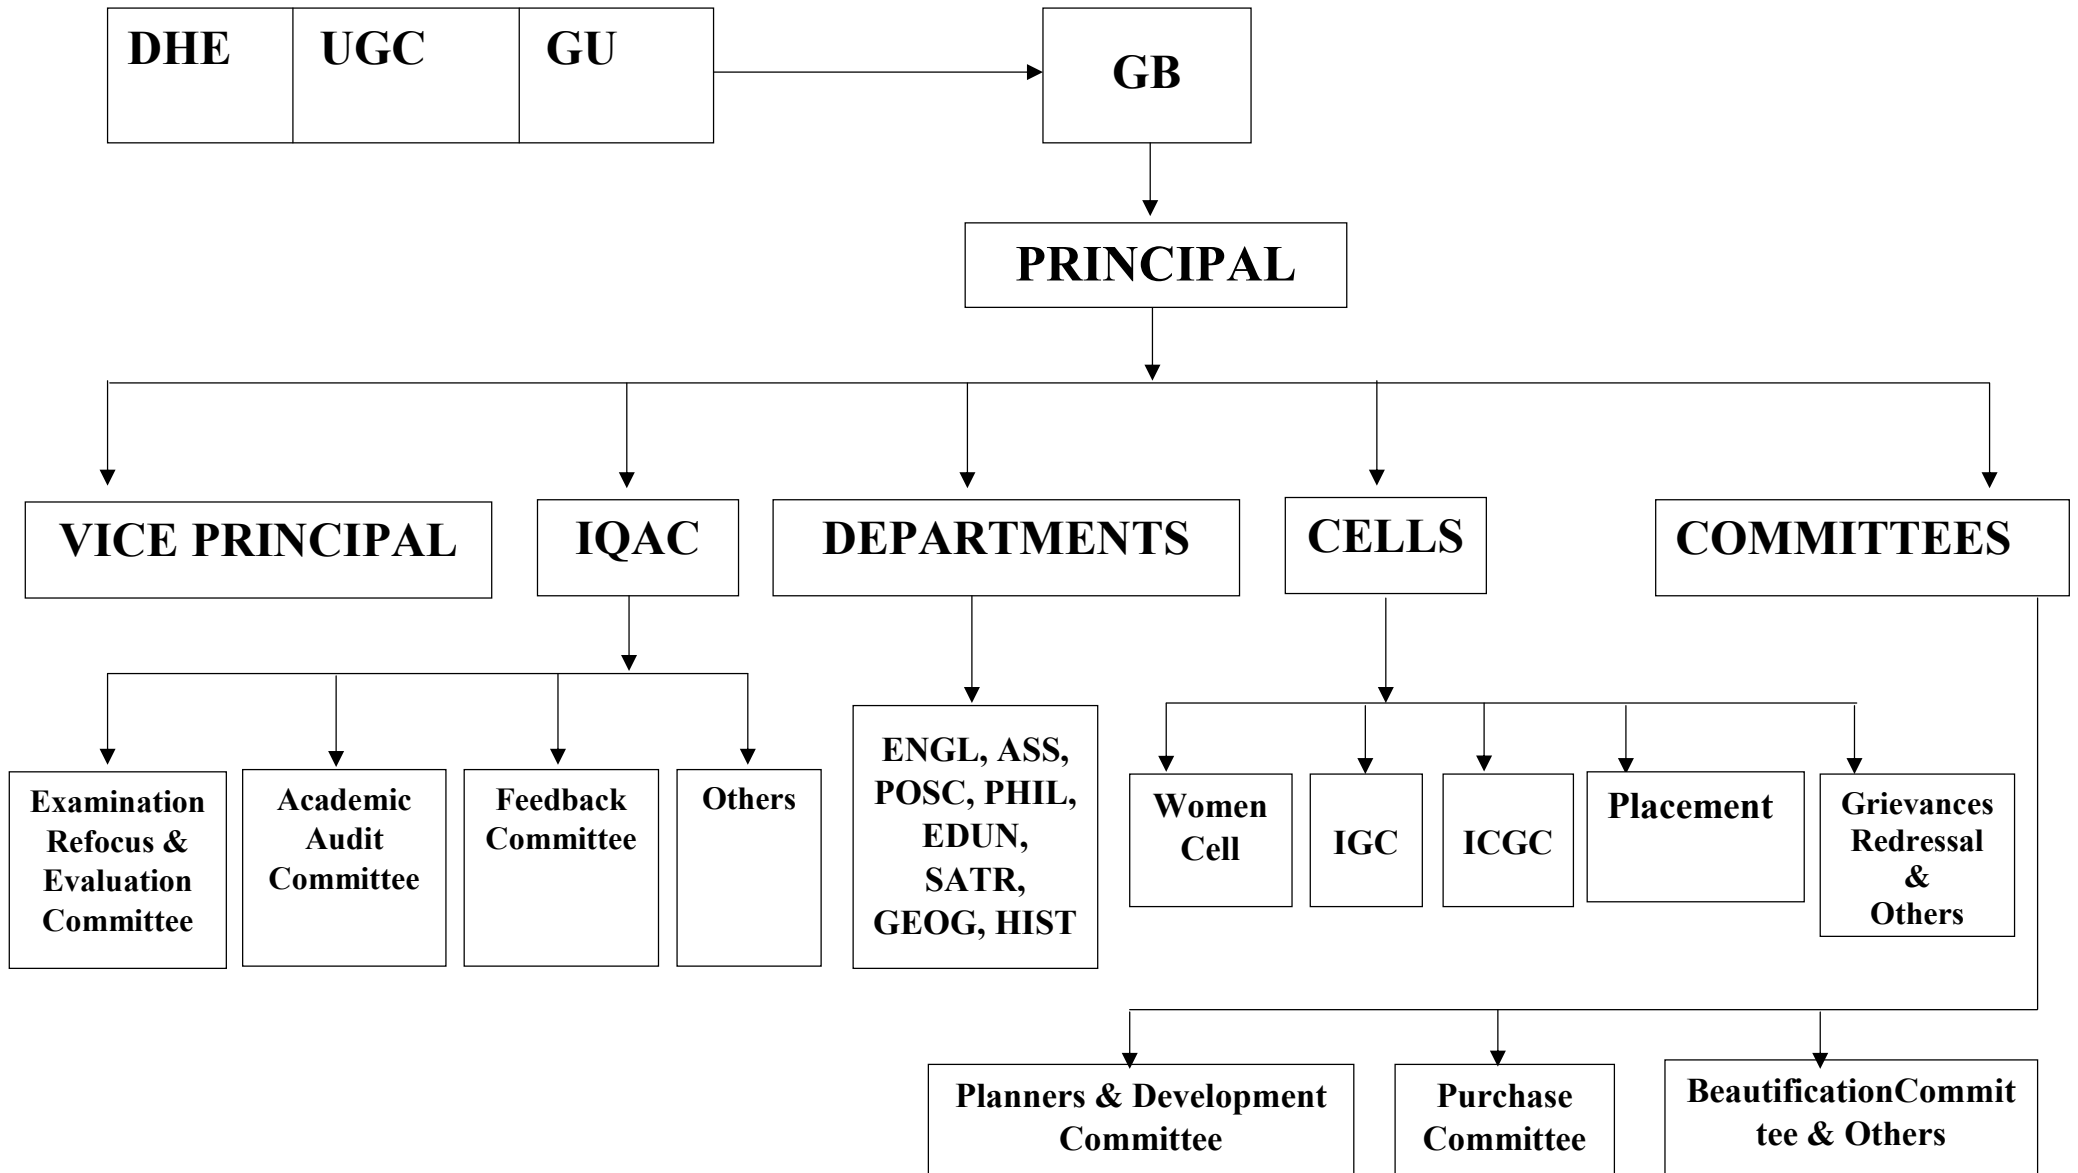 DHE
UGC
GU
GB
PRINCIPAL
VICE PRINCIPAL
IQAC
DEPARTMENTS
CELLS
COMMITTEES
Examination
Refocus &
Evaluation
Committee
Academic
Audit
Committee
Feedback
Committee
Others
ENGL, ASS,
POSC, PHIL,
EDUN,
SATR,
GEOG, HIST
Women
Cell
IGC
ICGC
Placement
Grievances
Redressal
&
Others
Planners & Development
Committee
Purchase
Committee
BeautificationCommit
tee & Others